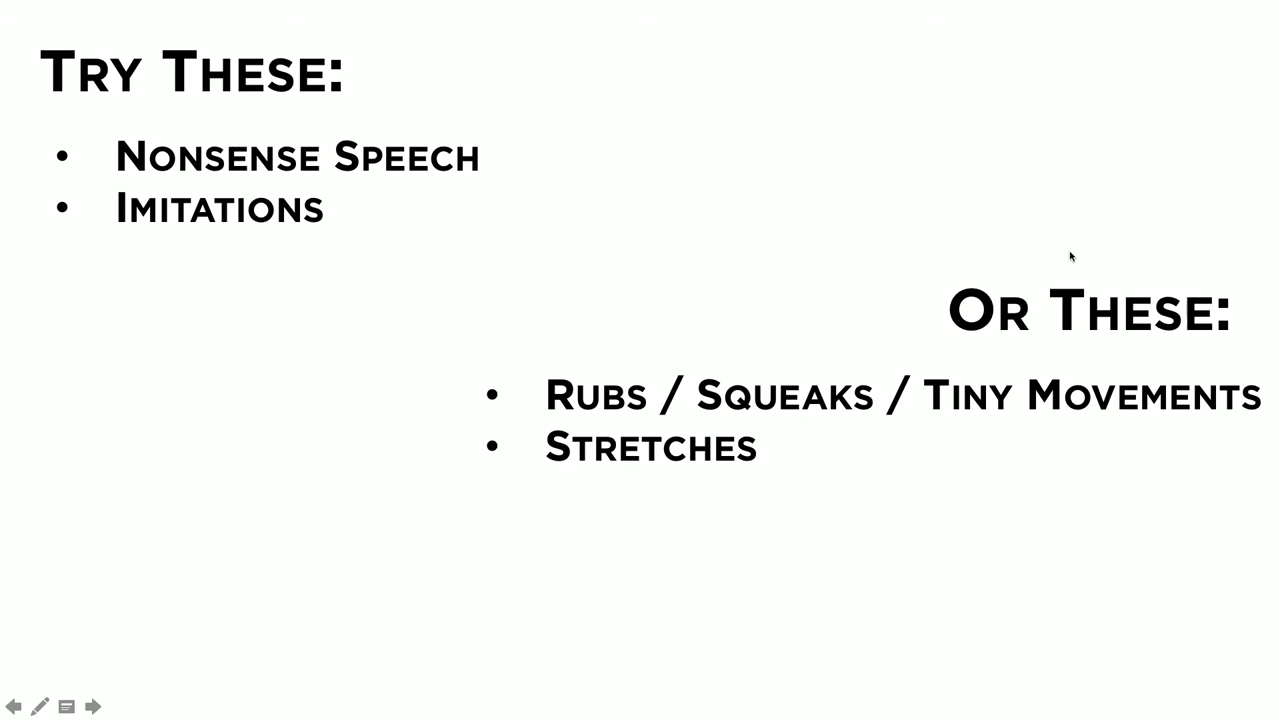 Try These:
• Nonsense Speech
• Imitations
Or These:
• Rubs / Squeaks / Tiny Movements
• Stretches